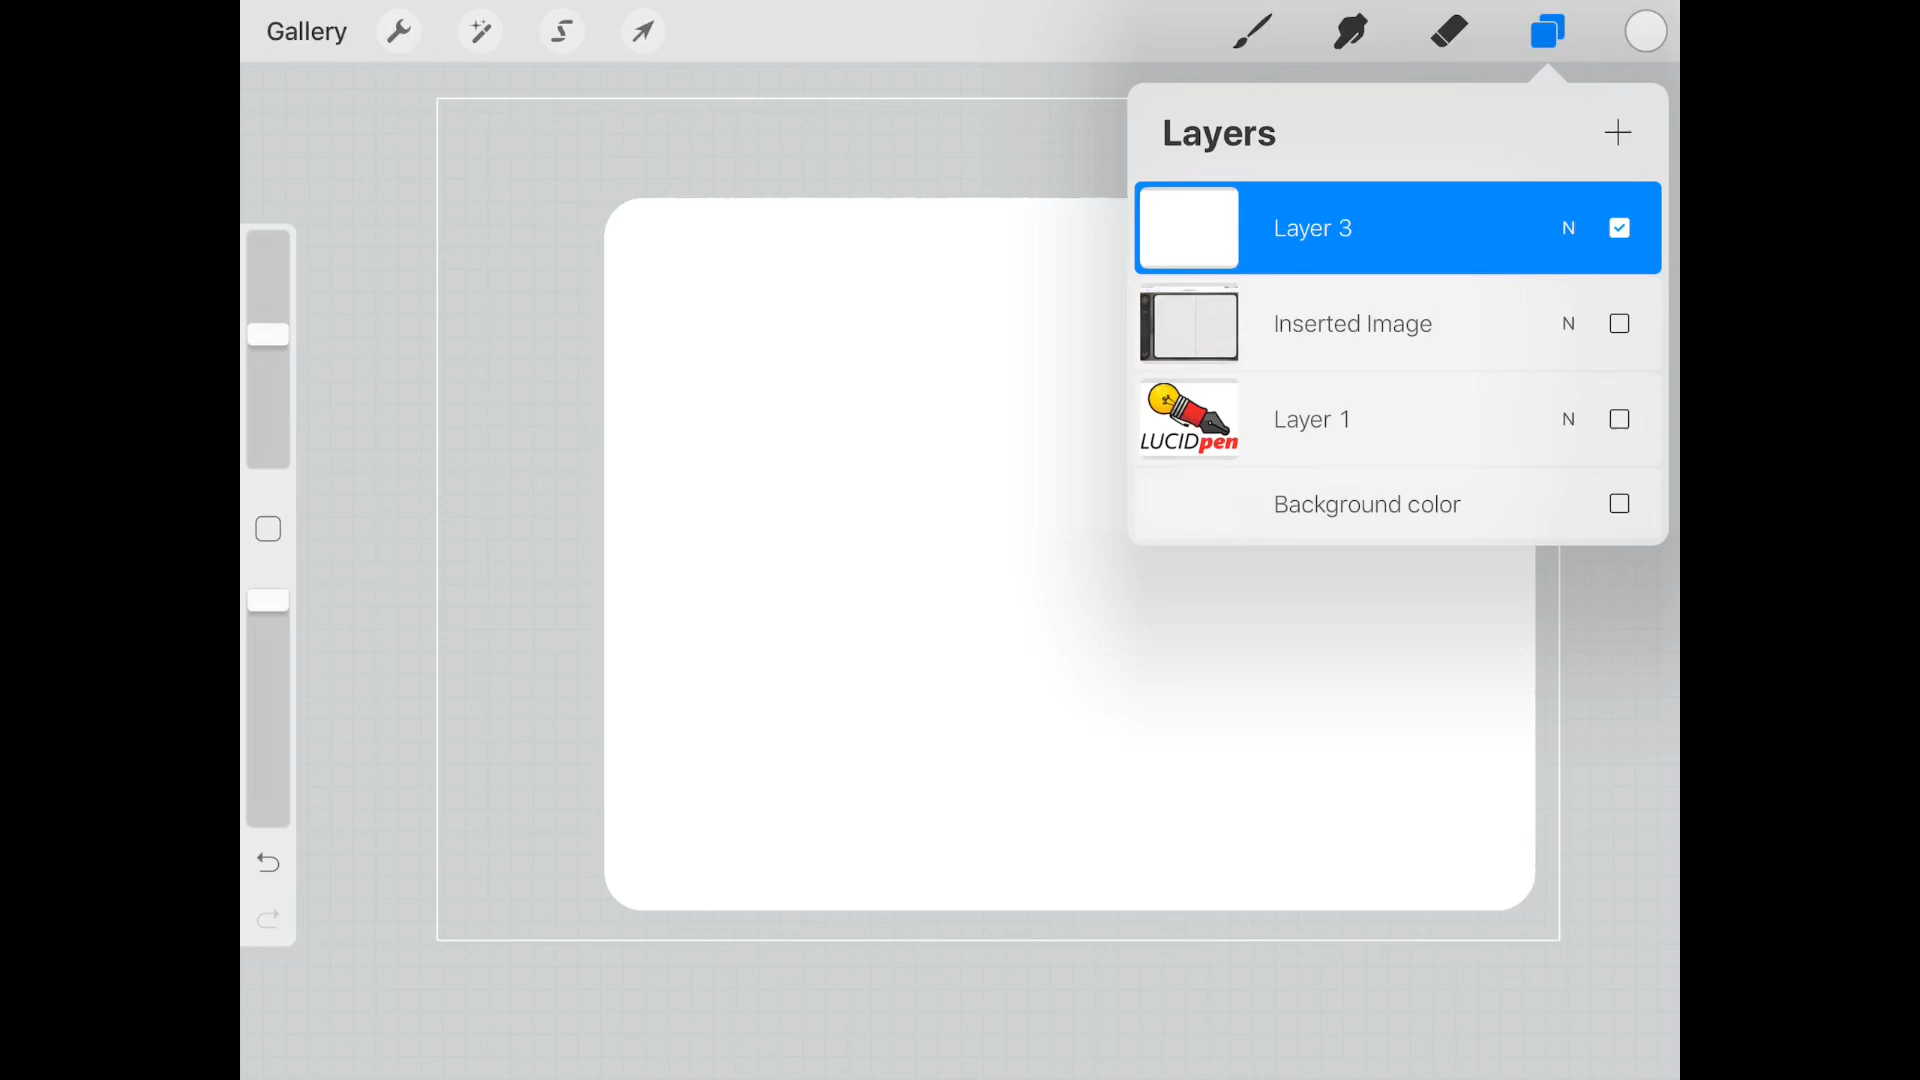 Gallery
Layers
Layer 3 N
Inserted Image N
LUCIDpen
Layer 1 N
Background color